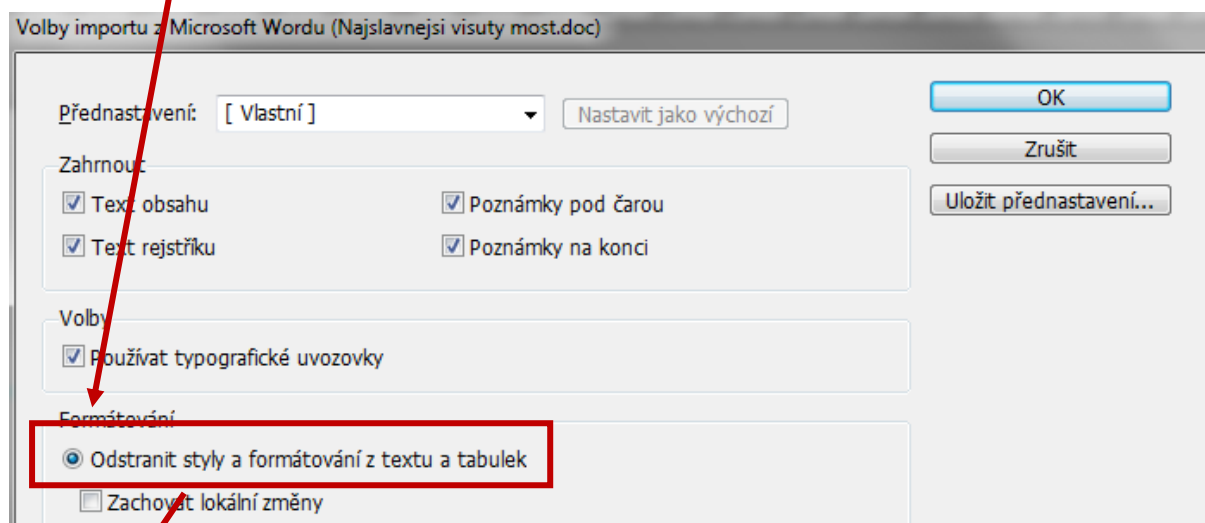 Volby importu z Microsoft Wordu (Najslavnejsi visuty most.doc)
Přednastavení: [ Vlastní ] Nastavit jako výchozí OK
Zrušit
Zahrnout
Text obsahu Poznámky pod čarou Uložit přednastavení...
Text rejstříku Poznámky na konci
Volby
Používat typografické uvozovky
Formátování
Odstranit styly a formátování z textu a tabulek
Zachovat lokální změny